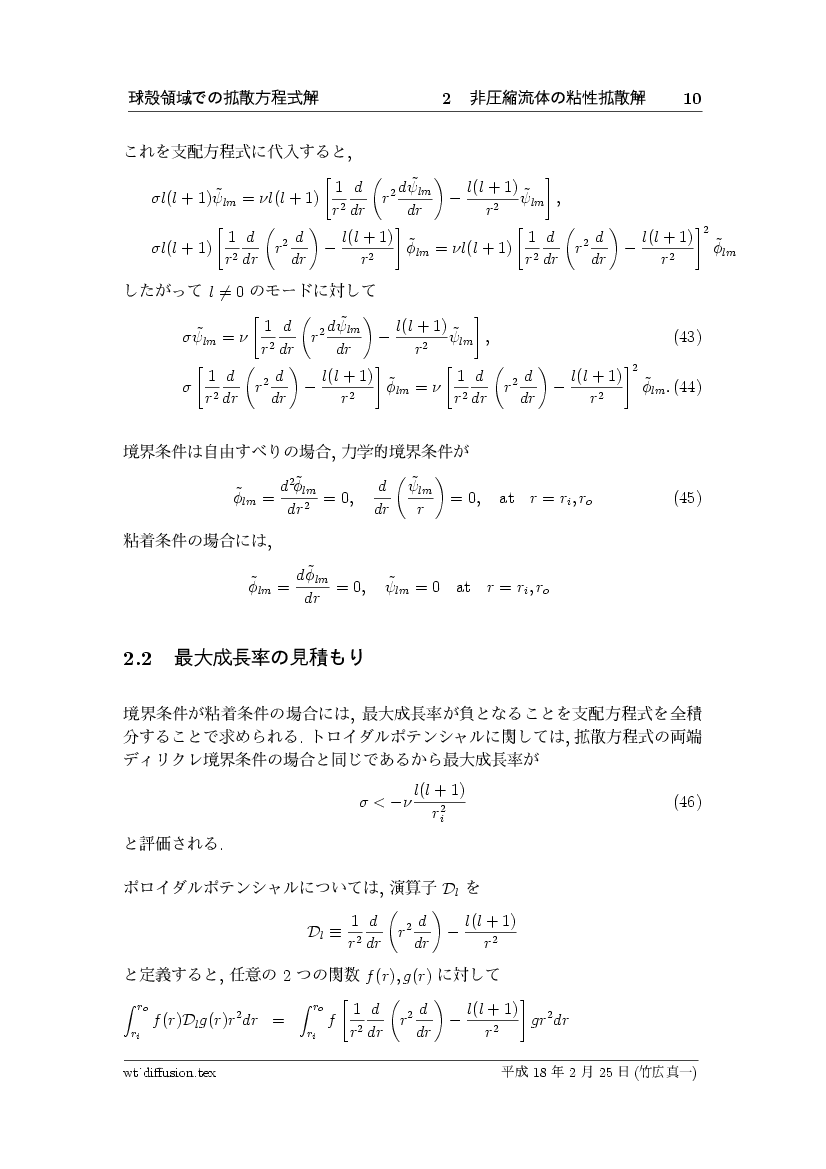 球殻領域での拡散方程式解 2 非圧縮流体の粘性拡散解 10
これを支配方程式に代入すると,
$\sigma l(l+1)\tilde{\psi}_{lm} = \nu l(l+1)\left[\frac{1}{r^2}\frac{d}{dr}\left(r^2\frac{d\tilde{\psi}_{lm}}{dr}\right) - \frac{l(l+1)}{r^2}\tilde{\psi}_{lm}\right],$
$\sigma l(l+1)\left[\frac{1}{r^2}\frac{d}{dr}\left(r^2\frac{d}{dr}\right) - \frac{l(l+1)}{r^2}\right]\tilde{\phi}_{lm} = \nu l(l+1)\left[\frac{1}{r^2}\frac{d}{dr}\left(r^2\frac{d}{dr}\right) - \frac{l(l+1)}{r^2}\right]^2\tilde{\phi}_{lm}$
したがって $l \neq 0$ のモードに対して
$\sigma\tilde{\psi}_{lm} = \nu\left[\frac{1}{r^2}\frac{d}{dr}\left(r^2\frac{d\tilde{\psi}_{lm}}{dr}\right) - \frac{l(l+1)}{r^2}\tilde{\psi}_{lm}\right],$ (43)
$\sigma\left[\frac{1}{r^2}\frac{d}{dr}\left(r^2\frac{d}{dr}\right) - \frac{l(l+1)}{r^2}\right]\tilde{\phi}_{lm} = \nu\left[\frac{1}{r^2}\frac{d}{dr}\left(r^2\frac{d}{dr}\right) - \frac{l(l+1)}{r^2}\right]^2\tilde{\phi}_{lm}.$ (44)
境界条件は自由すべりの場合, 力学的境界条件が
$\tilde{\phi}_{lm} = \frac{d^2\tilde{\phi}_{lm}}{dr^2} = 0, \quad \frac{d}{dr}\left(\frac{\tilde{\psi}_{lm}}{r}\right) = 0, \quad \text{at} \quad r = r_i, r_o$ (45)
粘着条件の場合には,
$\tilde{\phi}_{lm} = \frac{d\tilde{\phi}_{lm}}{dr} = 0, \quad \tilde{\psi}_{lm} = 0 \quad \text{at} \quad r = r_i, r_o$
2.2 最大成長率の見積もり
境界条件が粘着条件の場合には, 最大成長率が負となることを支配方程式を全積
分することで求められる. トロイダルポテンシャルに関しては, 拡散方程式の両端
ディリクレ境界条件の場合と同じであるから最大成長率が
$\sigma < -\nu\frac{l(l+1)}{r_i^2}$ (46)
と評価される.
ポロイダルポテンシャルについては, 演算子 $\mathcal{D}_l$ を
$\mathcal{D}_l \equiv \frac{1}{r^2}\frac{d}{dr}\left(r^2\frac{d}{dr}\right) - \frac{l(l+1)}{r^2}$
と定義すると, 任意の 2 つの関数 $f(r), g(r)$ に対して
$\int_{r_i}^{r_o} f(r)\mathcal{D}_l g(r) r^2 dr = \int_{r_i}^{r_o} f\left[\frac{1}{r^2}\frac{d}{dr}\left(r^2\frac{d}{dr}\right) - \frac{l(l+1)}{r^2}\right] g r^2 dr$
wt˙diffusion.tex 平成 18 年 2 月 25 日 (竹広真一)